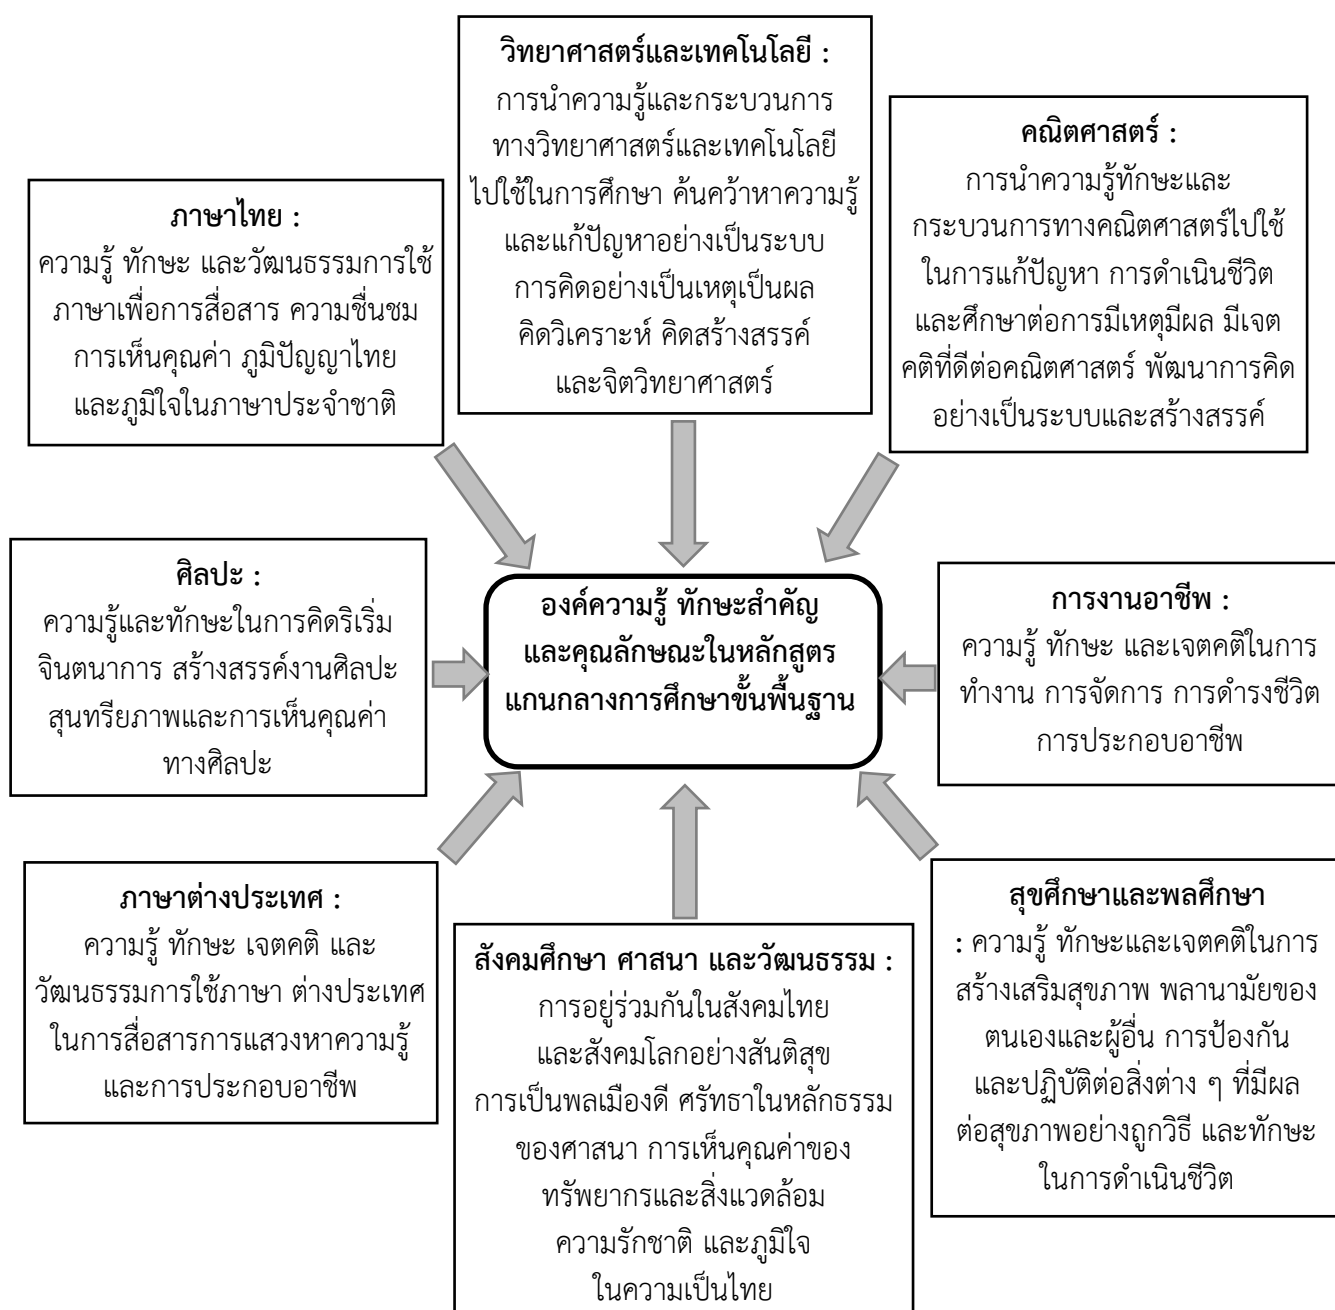 วิทยาศาสตร์และเทคโนโลยี :
การนำความรู้และกระบวนการ
ทางวิทยาศาสตร์และเทคโนโลยี
ไปใช้ในการศึกษา ค้นคว้าหาความรู้
และแก้ปัญหาอย่างเป็นระบบ
การคิดอย่างเป็นเหตุเป็นผล
คิดวิเคราะห์ คิดสร้างสรรค์
และจิตวิทยาศาสตร์
คณิตศาสตร์ :
การนำความรู้ทักษะและ
กระบวนการทางคณิตศาสตร์ไปใช้
ในการแก้ปัญหา การดำเนินชีวิต
และศึกษาต่อการมีเหตุมีผล มีเจต
คติที่ดีต่อคณิตศาสตร์ พัฒนาการคิด
อย่างเป็นระบบและสร้างสรรค์
ภาษาไทย :
ความรู้ ทักษะ และวัฒนธรรมการใช้
ภาษาเพื่อการสื่อสาร ความชื่นชม
การเห็นคุณค่า ภูมิปัญญาไทย
และภูมิใจในภาษาประจำชาติ
ศิลปะ :
ความรู้และทักษะในการคิดริเริ่ม
จินตนาการ สร้างสรรค์งานศิลปะ
สุนทรียภาพและการเห็นคุณค่า
ทางศิลปะ
องค์ความรู้ ทักษะสำคัญ
และคุณลักษณะในหลักสูตร
แกนกลางการศึกษาขั้นพื้นฐาน
การงานอาชีพ :
ความรู้ ทักษะ และเจตคติในการ
ทำงาน การจัดการ การดำรงชีวิต
การประกอบอาชีพ
ภาษาต่างประเทศ :
ความรู้ ทักษะ เจตคติ และ
วัฒนธรรมการใช้ภาษา ต่างประเทศ
ในการสื่อสารการแสวงหาความรู้
และการประกอบอาชีพ
สังคมศึกษา ศาสนา และวัฒนธรรม :
การอยู่ร่วมกันในสังคมไทย
และสังคมโลกอย่างสันติสุข
การเป็นพลเมืองดี ศรัทธาในหลักธรรม
ของศาสนา การเห็นคุณค่าของ
ทรัพยากรและสิ่งแวดล้อม
ความรักชาติ และภูมิใจ
ในความเป็นไทย
สุขศึกษาและพลศึกษา
: ความรู้ ทักษะและเจตคติในการ
สร้างเสริมสุขภาพ พลานามัยของ
ตนเองและผู้อื่น การป้องกัน
และปฏิบัติต่อสิ่งต่าง ๆ ที่มีผล
ต่อสุขภาพอย่างถูกวิธี และทักษะ
ในการดำเนินชีวิต